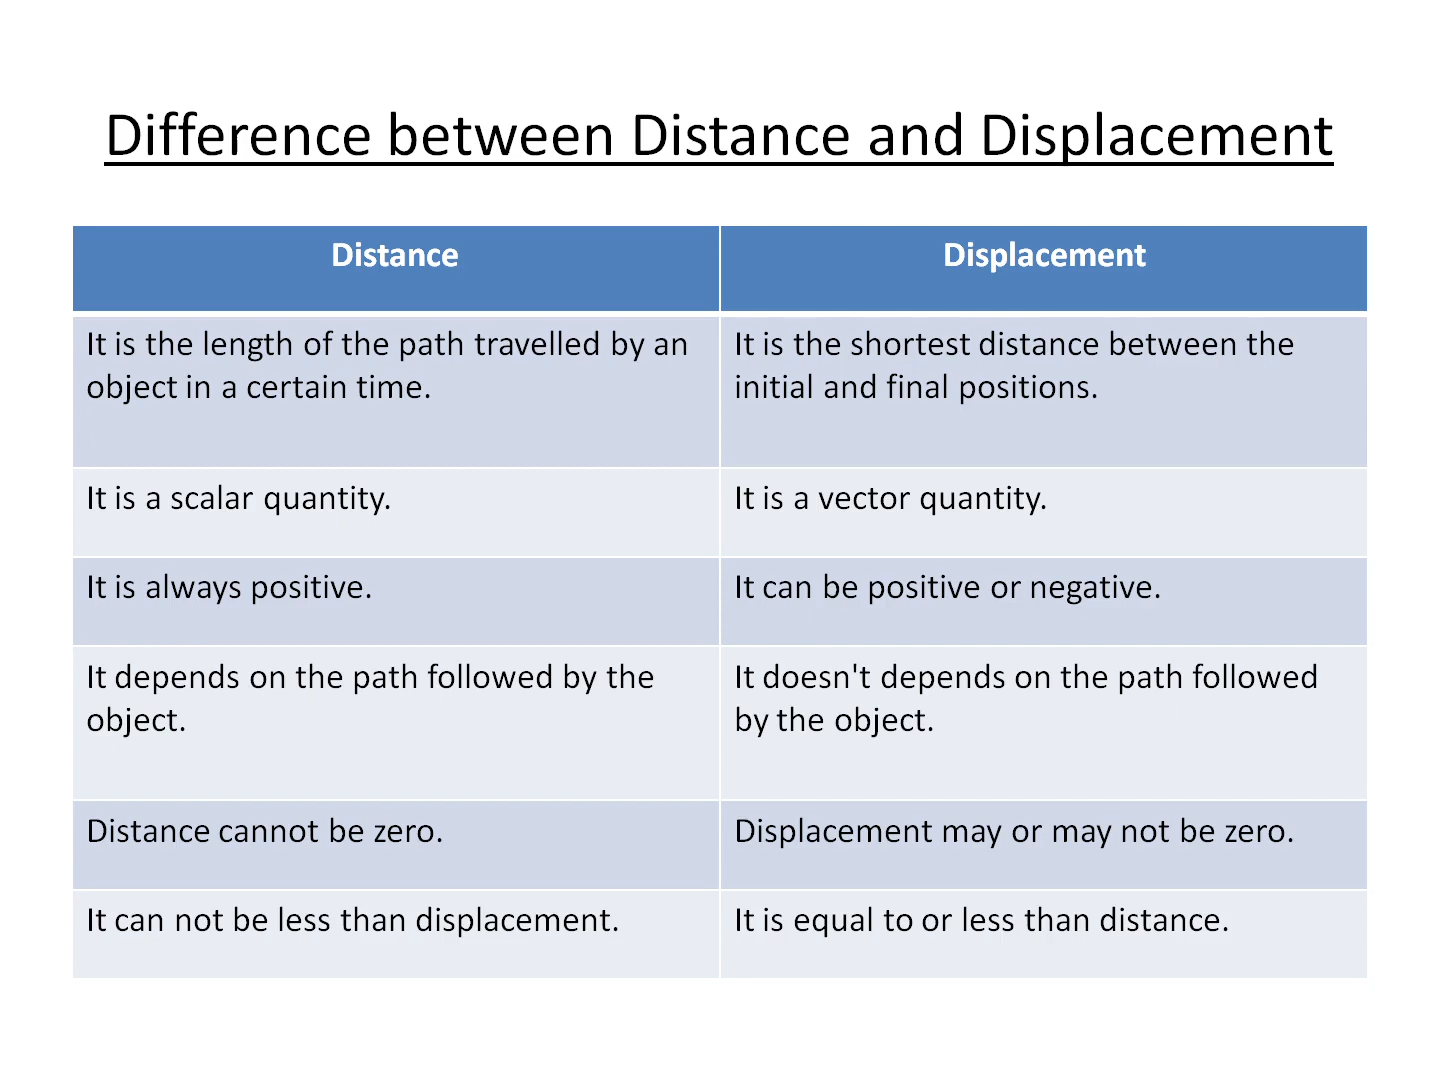 Difference between Distance and Displacement
Distance
Displacement
It is the length of the path travelled by an
object in a certain time.
It is the shortest distance between the
initial and final positions.
It is a scalar quantity.
It is a vector quantity.
It is always positive.
It can be positive or negative.
It depends on the path followed by the
object.
It doesn't depends on the path followed
by the object.
Distance cannot be zero.
Displacement may or may not be zero.
It can not be less than displacement.
It is equal to or less than distance.